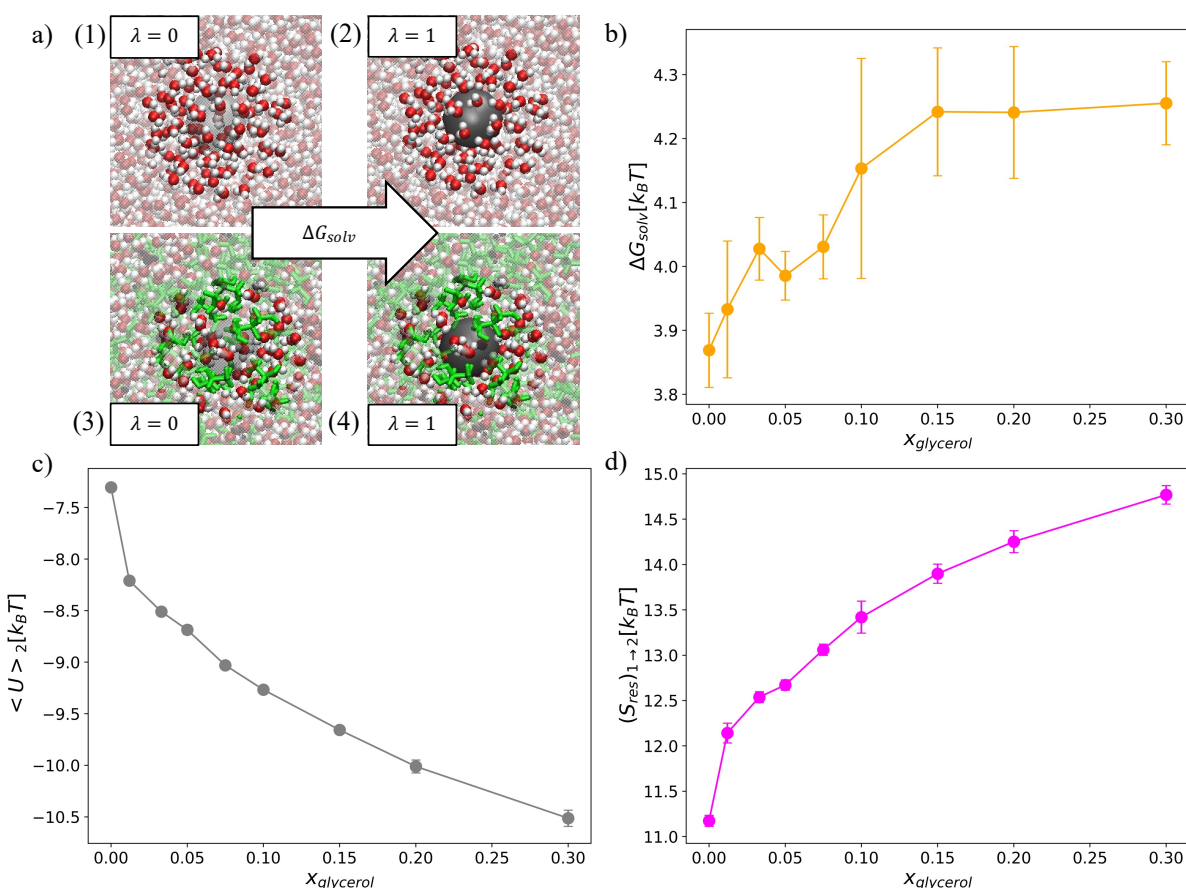 a)
(1)
λ = 0
(2)
λ = 1
ΔG_solv
(3)
λ = 0
(4)
λ = 1
b)
ΔG_solv[k_BT]
4.3
4.2
4.1
4.0
3.9
3.8
0.00 0.05 0.10 0.15 0.20 0.25 0.30
x_glycerol
c)
< U >_2[k_BT]
−7.5
−8.0
−8.5
−9.0
−9.5
−10.0
−10.5
0.00 0.05 0.10 0.15 0.20 0.25 0.30
x_glycerol
d)
(S_res)_1→2[k_BT]
15.0
14.5
14.0
13.5
13.0
12.5
12.0
11.5
11.0
0.00 0.05 0.10 0.15 0.20 0.25 0.30
x_glycerol